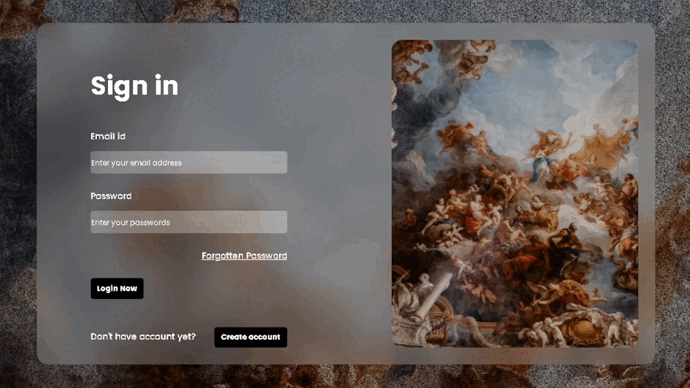 Sign in
Email id
Enter your email address
Password
Enter your passwords
Forgotten Password
Login Now
Don't have account yet? Create account